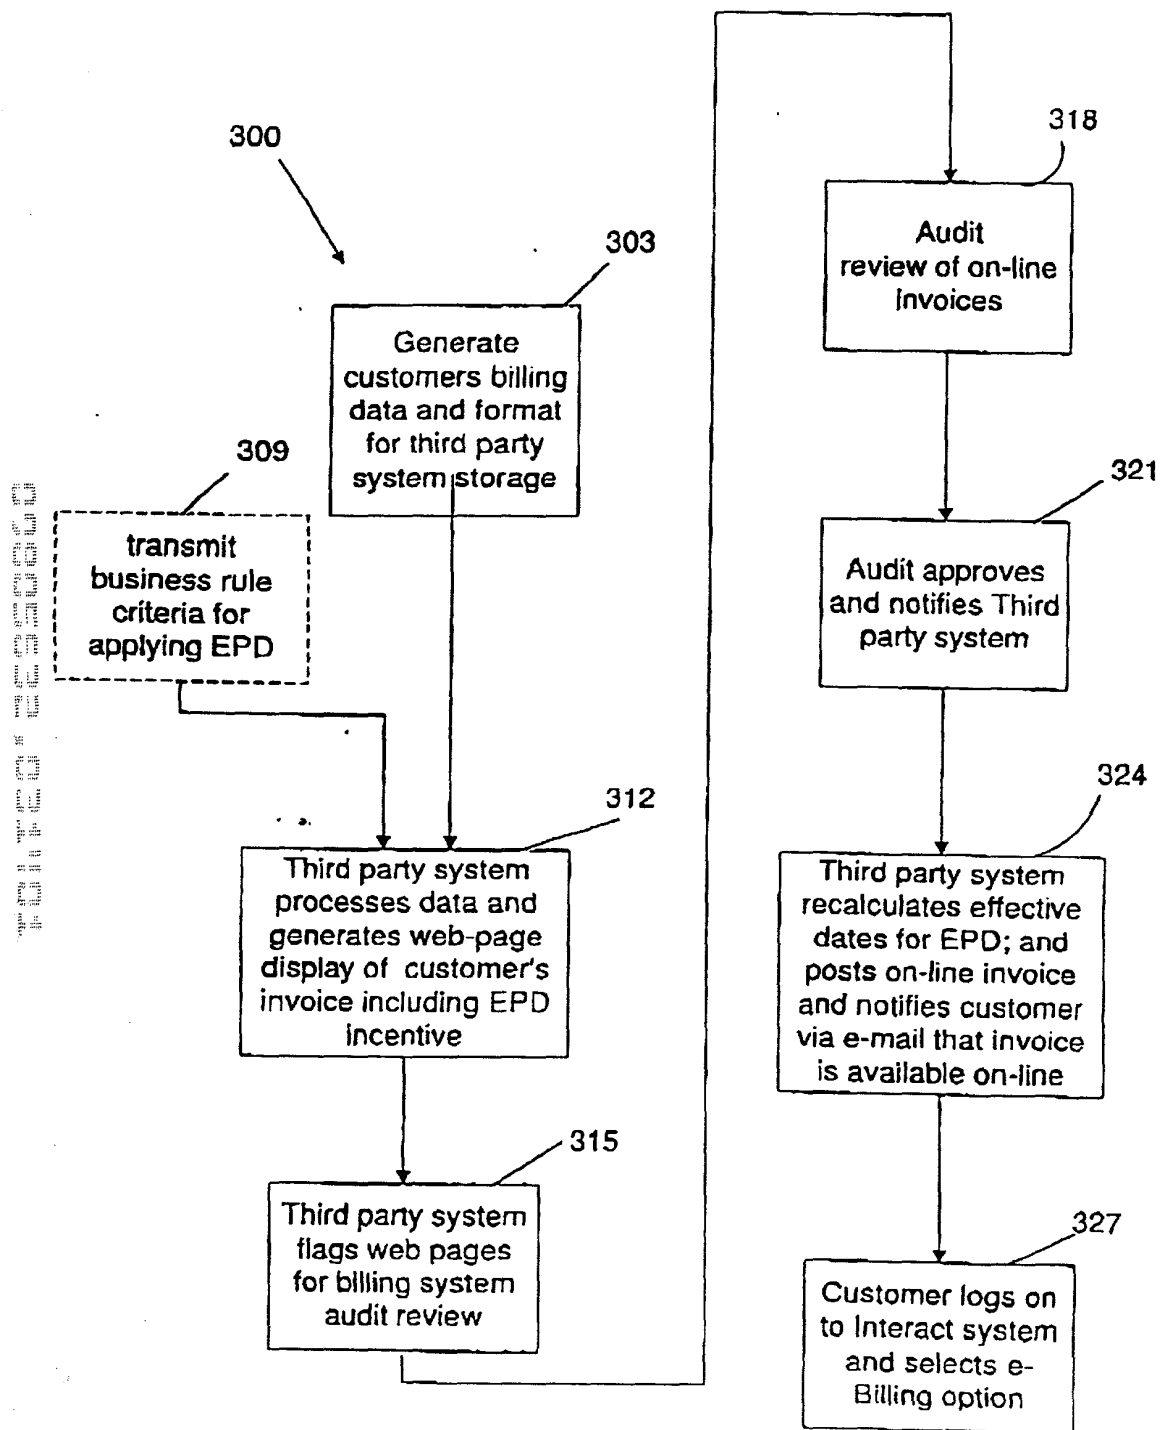 300
303
Generate
customers billing
data and format
for third party
system storage
309
transmit
business rule
criteria for
applying EPD
312
Third party system
processes data and
generates web-page
display of customer's
invoice including EPD
incentive
315
Third party system
flags web pages
for billing system
audit review
318
Audit
review of on-line
invoices
321
Audit approves
and notifies Third
party system
324
Third party system
recalculates effective
dates for EPD; and
posts on-line invoice
and notifies customer
via e-mail that invoice
is available on-line
327
Customer logs on
to Interact system
and selects e-
Billing option